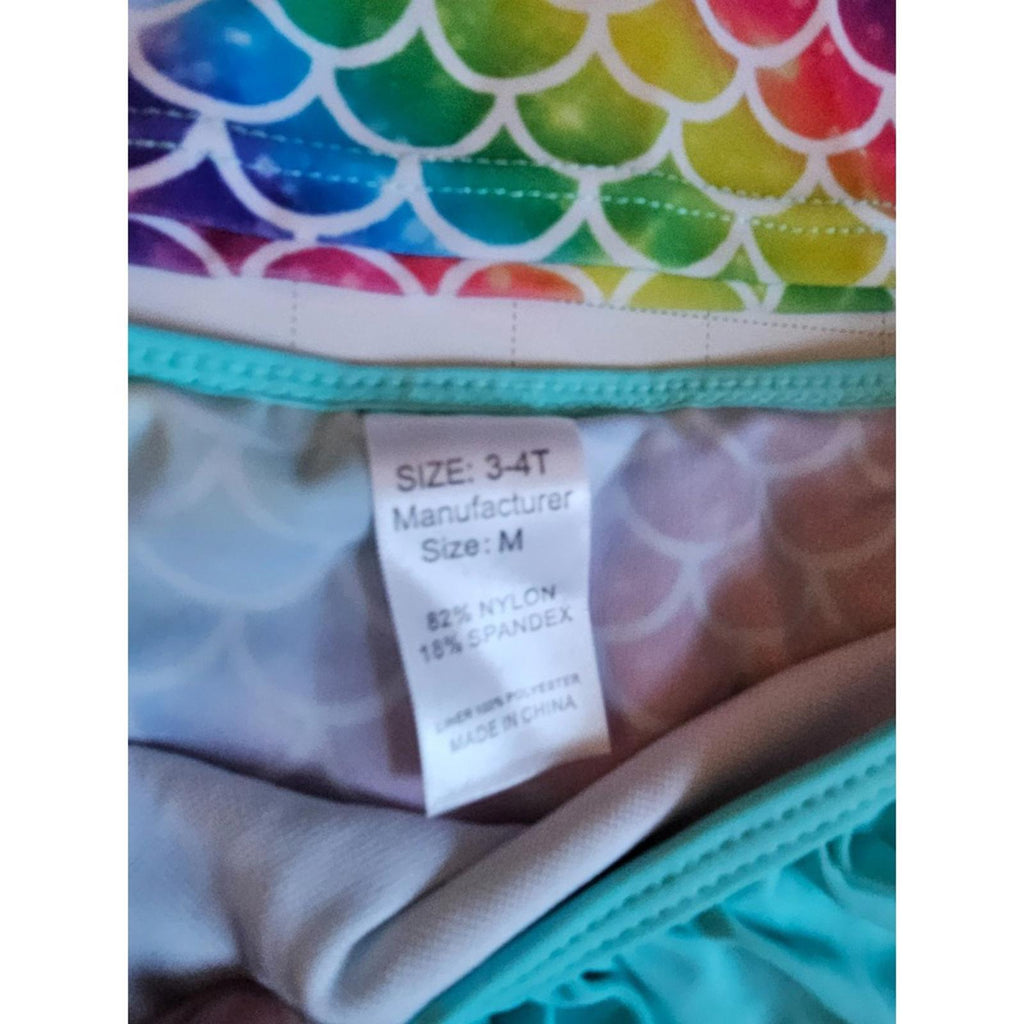 SIZE: 3-4T
Manufacturer
Size: M
82% NYLON
18% SPANDEX
LINER 100% POLYESTER
MADE IN CHINA